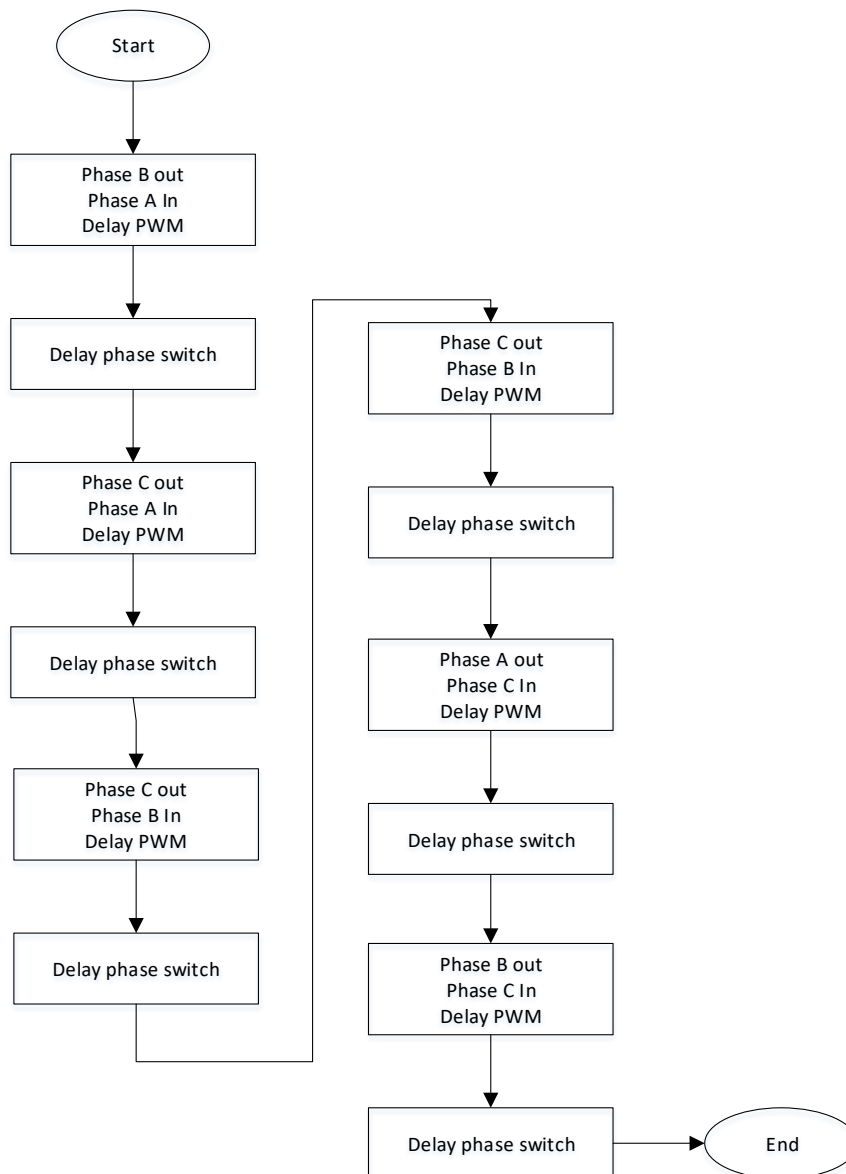 Start
Phase B out
Phase A In
Delay PWM
Delay phase switch
Phase C out
Phase A In
Delay PWM
Delay phase switch
Phase C out
Phase B In
Delay PWM
Delay phase switch
Phase C out
Phase B In
Delay PWM
Delay phase switch
Phase A out
Phase C In
Delay PWM
Delay phase switch
Phase B out
Phase C In
Delay PWM
Delay phase switch
End